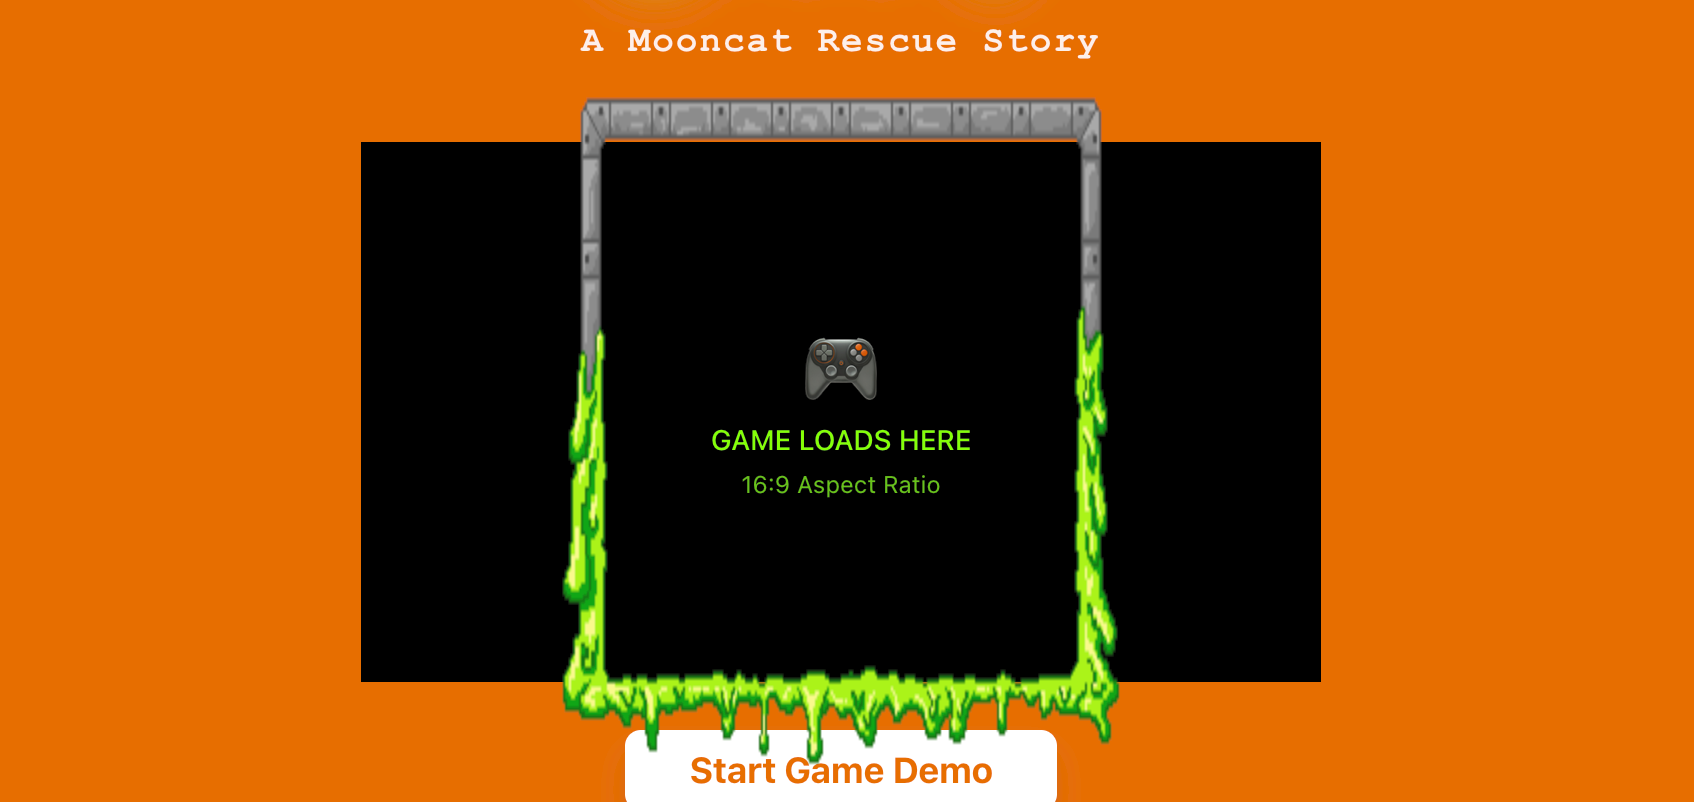 A Mooncat Rescue Story
GAME LOADS HERE
16:9 Aspect Ratio
Start Game Demo